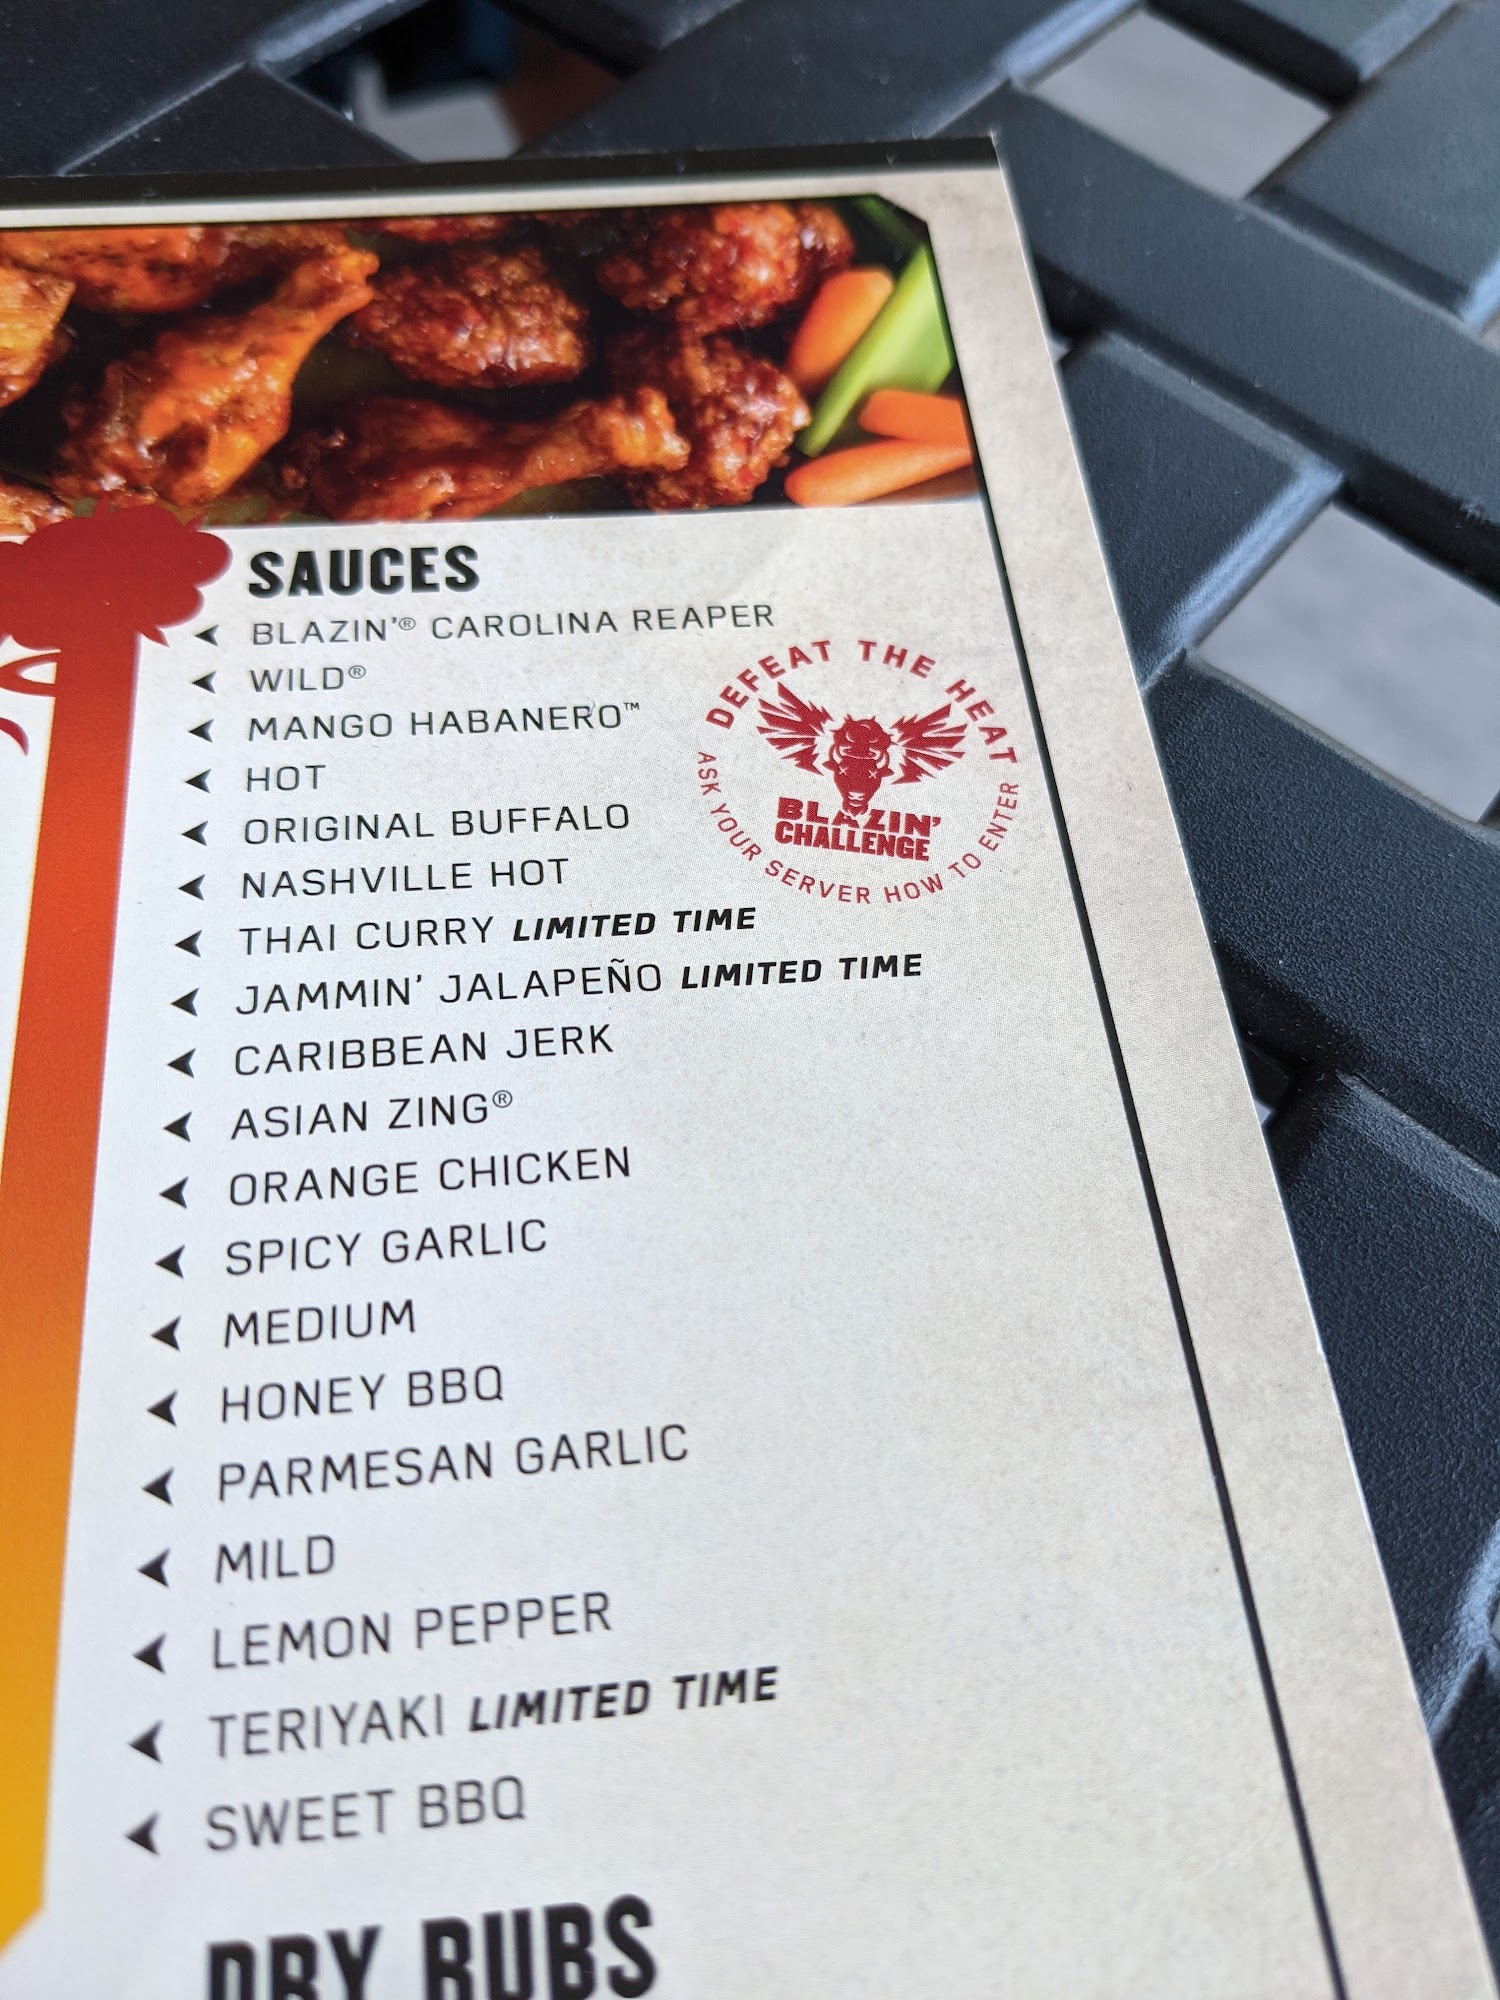 SAUCES
BLAZIN'® CAROLINA REAPER
WILD®
MANGO HABANERO™
HOT
ORIGINAL BUFFALO
NASHVILLE HOT
THAI CURRY LIMITED TIME
JAMMIN' JALAPEÑO LIMITED TIME
CARIBBEAN JERK
ASIAN ZING®
ORANGE CHICKEN
SPICY GARLIC
MEDIUM
HONEY BBQ
PARMESAN GARLIC
MILD
LEMON PEPPER
TERIYAKI LIMITED TIME
SWEET BBQ
DEFEAT THE HEAT
BLAZIN'
CHALLENGE
ASK YOUR SERVER HOW TO ENTER
DRY RUBS